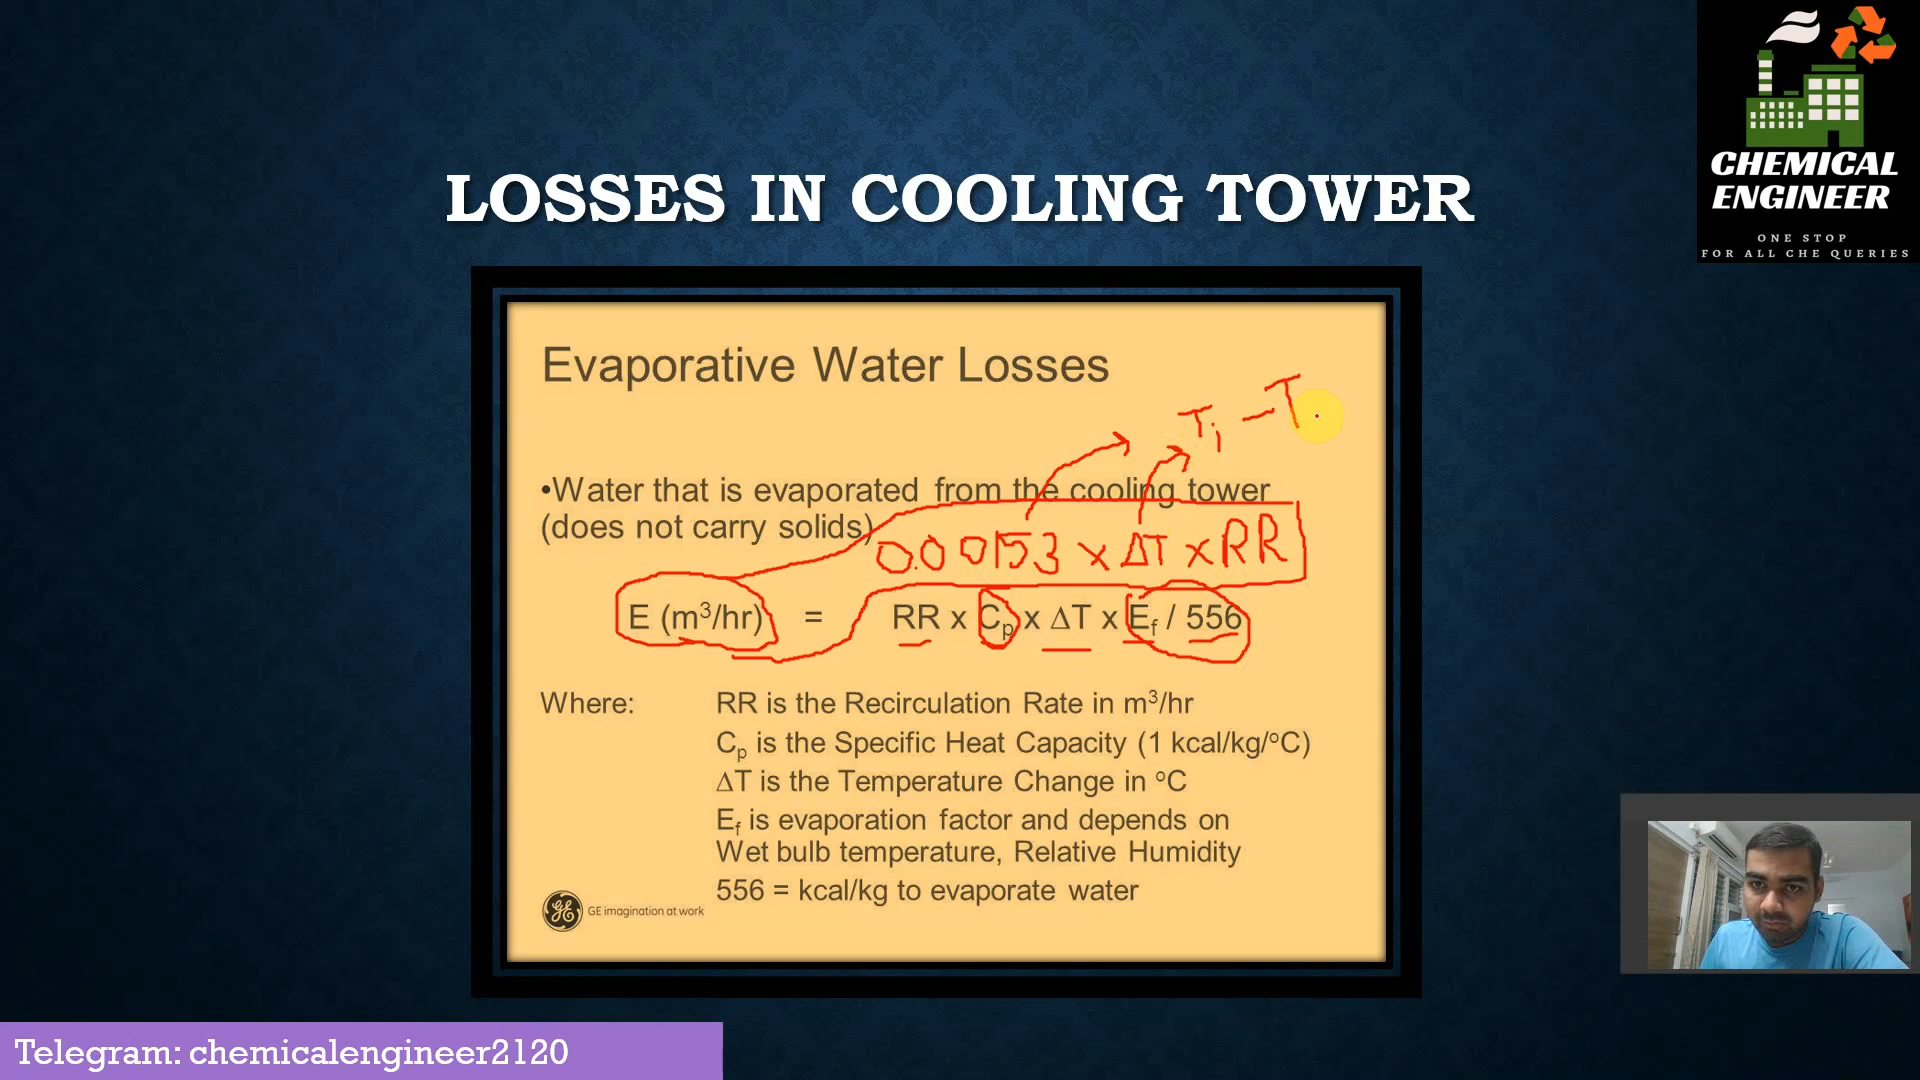 CHEMICAL
ENGINEER
ONE STOP
FOR ALL CHE QUERIES
LOSSES IN COOLING TOWER
Evaporative Water Losses
Ti - T
•Water that is evaporated from the cooling tower
(does not carry solids)
0.00153 x ΔT x RR
E (m³/hr) = RR x Cp x ΔT x Ef / 556
Where: RR is the Recirculation Rate in m³/hr
Cp is the Specific Heat Capacity (1 kcal/kg/°C)
ΔT is the Temperature Change in °C
Ef is evaporation factor and depends on
Wet bulb temperature, Relative Humidity
556 = kcal/kg to evaporate water
GE imagination at work
Telegram: chemicalengineer2120